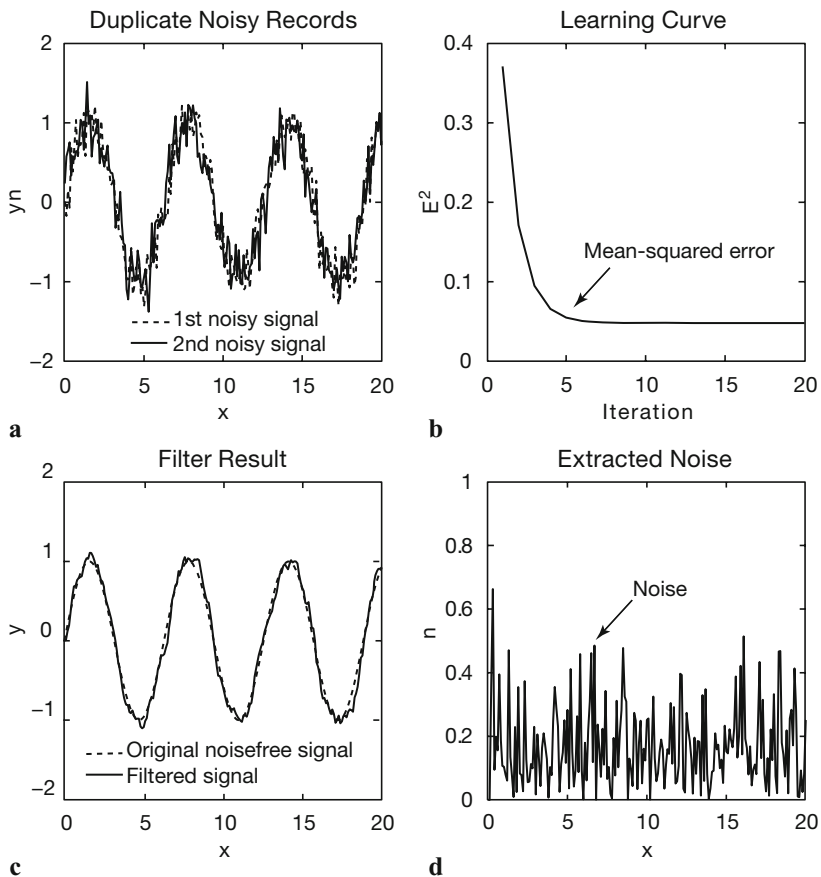 Duplicate Noisy Records
2
1
0
−1
−2
yn
1st noisy signal
2nd noisy signal
0
5
10
15
20
x
a
Learning Curve
0.4
0.3
0.2
0.1
0
E²
Mean-squared error
0
5
10
15
20
Iteration
b
Filter Result
2
1
0
−1
−2
y
Original noisefree signal
Filtered signal
0
5
10
15
20
x
c
Extracted Noise
1
0.8
0.6
0.4
0.2
0
n
Noise
0
5
10
15
20
x
d